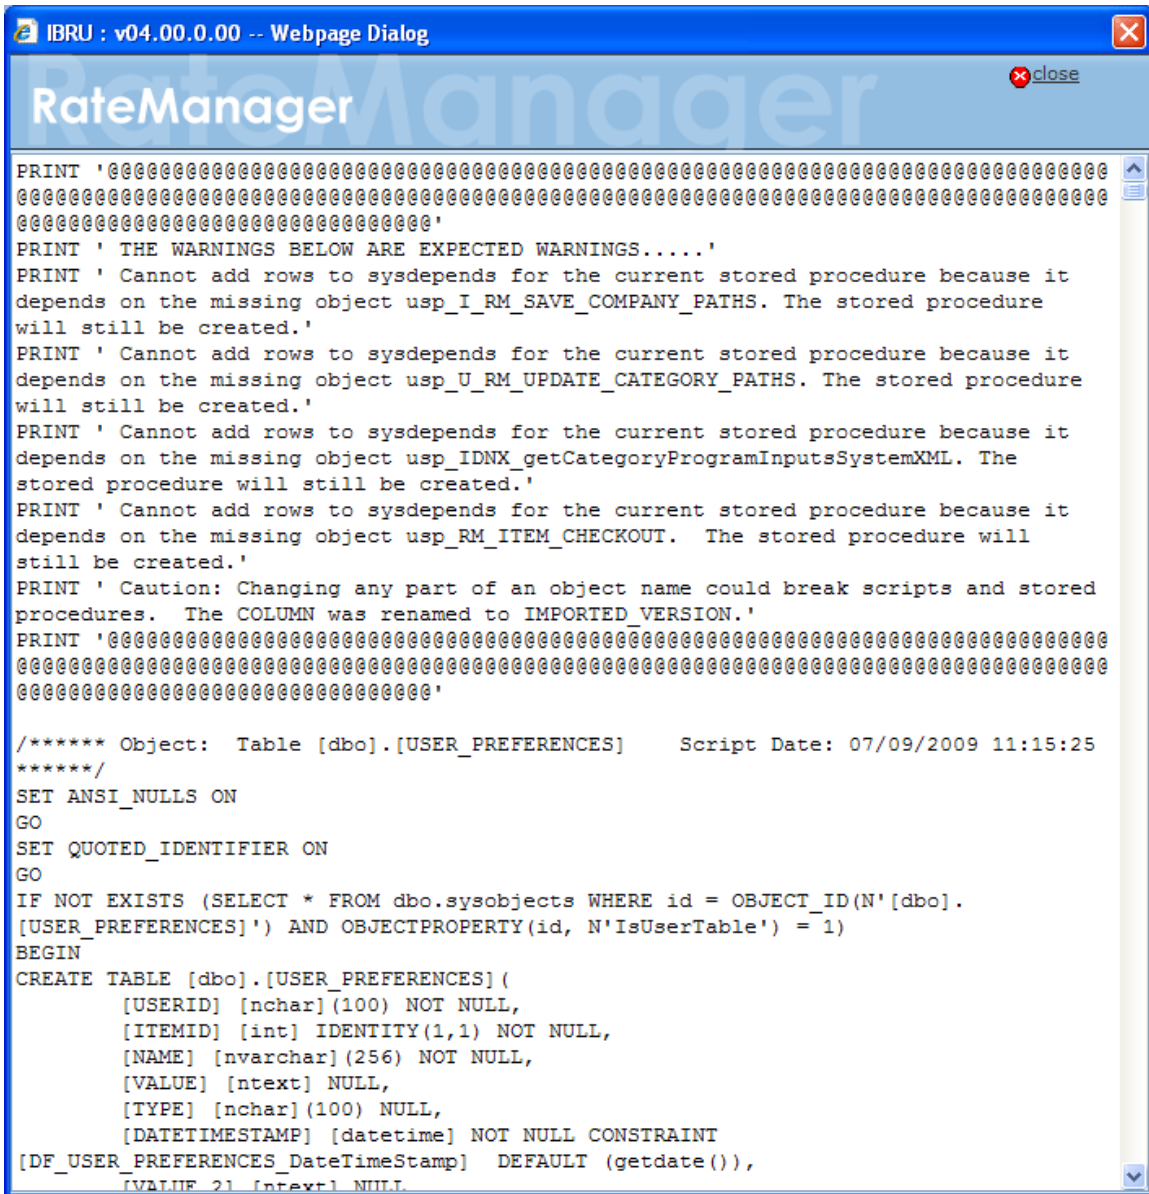 IBRU : v04.00.0.00 -- Webpage Dialog
close
RateManager
PRINT '@@@@@@@@@@@@@@@@@@@@@@@@@@@@@@@@@@@@@@@@@@@@@@@@@@@@@@@@@@@@@@@@@@@@@@@@@@@@@
@@@@@@@@@@@@@@@@@@@@@@@@@@@@@@@@@@@@@@@@@@@@@@@@@@@@@@@@@@@@@@@@@@@@@@@@@@@@@@@@@@@@
@@@@@@@@@@@@@@@@@@@@@@@@@@@@@@@@'
PRINT ' THE WARNINGS BELOW ARE EXPECTED WARNINGS.....'
PRINT ' Cannot add rows to sysdepends for the current stored procedure because it
depends on the missing object usp_I_RM_SAVE_COMPANY_PATHS. The stored procedure
will still be created.'
PRINT ' Cannot add rows to sysdepends for the current stored procedure because it
depends on the missing object usp_U_RM_UPDATE_CATEGORY_PATHS. The stored procedure
will still be created.'
PRINT ' Cannot add rows to sysdepends for the current stored procedure because it
depends on the missing object usp_IDNX_getCategoryProgramInputsSystemXML. The
stored procedure will still be created.'
PRINT ' Cannot add rows to sysdepends for the current stored procedure because it
depends on the missing object usp_RM_ITEM_CHECKOUT.  The stored procedure will
still be created.'
PRINT ' Caution: Changing any part of an object name could break scripts and stored
procedures.  The COLUMN was renamed to IMPORTED_VERSION.'
PRINT '@@@@@@@@@@@@@@@@@@@@@@@@@@@@@@@@@@@@@@@@@@@@@@@@@@@@@@@@@@@@@@@@@@@@@@@@@@@@@
@@@@@@@@@@@@@@@@@@@@@@@@@@@@@@@@@@@@@@@@@@@@@@@@@@@@@@@@@@@@@@@@@@@@@@@@@@@@@@@@@@@@
@@@@@@@@@@@@@@@@@@@@@@@@@@@@@@@@'
/****** Object:  Table [dbo].[USER_PREFERENCES]    Script Date: 07/09/2009 11:15:25
******/
SET ANSI_NULLS ON
GO
SET QUOTED_IDENTIFIER ON
GO
IF NOT EXISTS (SELECT * FROM dbo.sysobjects WHERE id = OBJECT_ID(N'[dbo].
[USER_PREFERENCES]') AND OBJECTPROPERTY(id, N'IsUserTable') = 1)
BEGIN
CREATE TABLE [dbo].[USER_PREFERENCES](
[USERID] [nchar](100) NOT NULL,
[ITEMID] [int] IDENTITY(1,1) NOT NULL,
[NAME] [nvarchar](256) NOT NULL,
[VALUE] [ntext] NULL,
[TYPE] [nchar](100) NULL,
[DATETIMESTAMP] [datetime] NOT NULL CONSTRAINT
[DF_USER_PREFERENCES_DateTimeStamp]  DEFAULT (getdate()),
[VALUE_2] [ntext] NULL